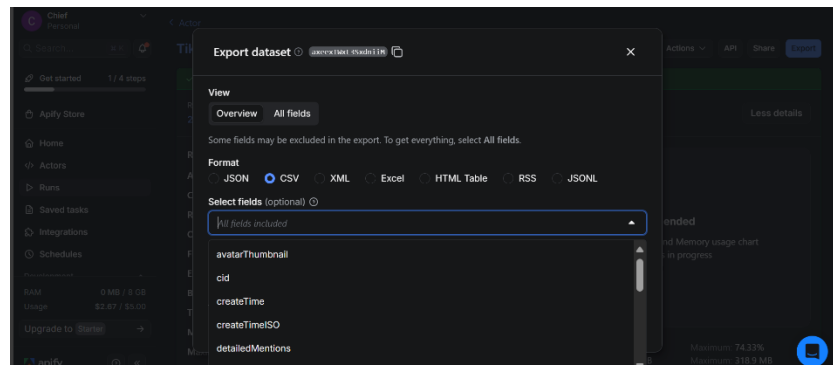 Chief
Personal
Get started 1 / 4 steps
Apify Store
Home
Actors
Runs
Saved tasks
Integrations
Schedules
RAM 0 MB / 8 GB
Usage $2.87 / $5.00
Upgrade to Starter
apify
Actor
Actions API Share Export
Less details
Export dataset
View
Overview All fields
Some fields may be excluded in the export. To get everything, select All fields.
Format
JSON CSV XML Excel HTML Table RSS JSONL
Select fields (optional)
All fields included
avatarThumbnail
cid
createTime
createTimeISO
detailedMentions
nd Memory usage chart
in progress
Maximum 74.33%
Maximum 318.9 MB